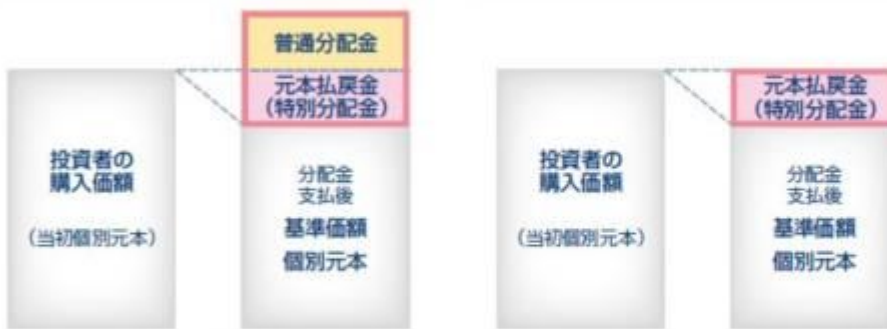 普通分配金
元本払戻金
(特別分配金)
投資者の
購入価額
(当初個別元本)
分配金
支払後
基準価額
個別元本
元本払戻金
(特別分配金)
投資者の
購入価額
(当初個別元本)
分配金
支払後
基準価額
個別元本